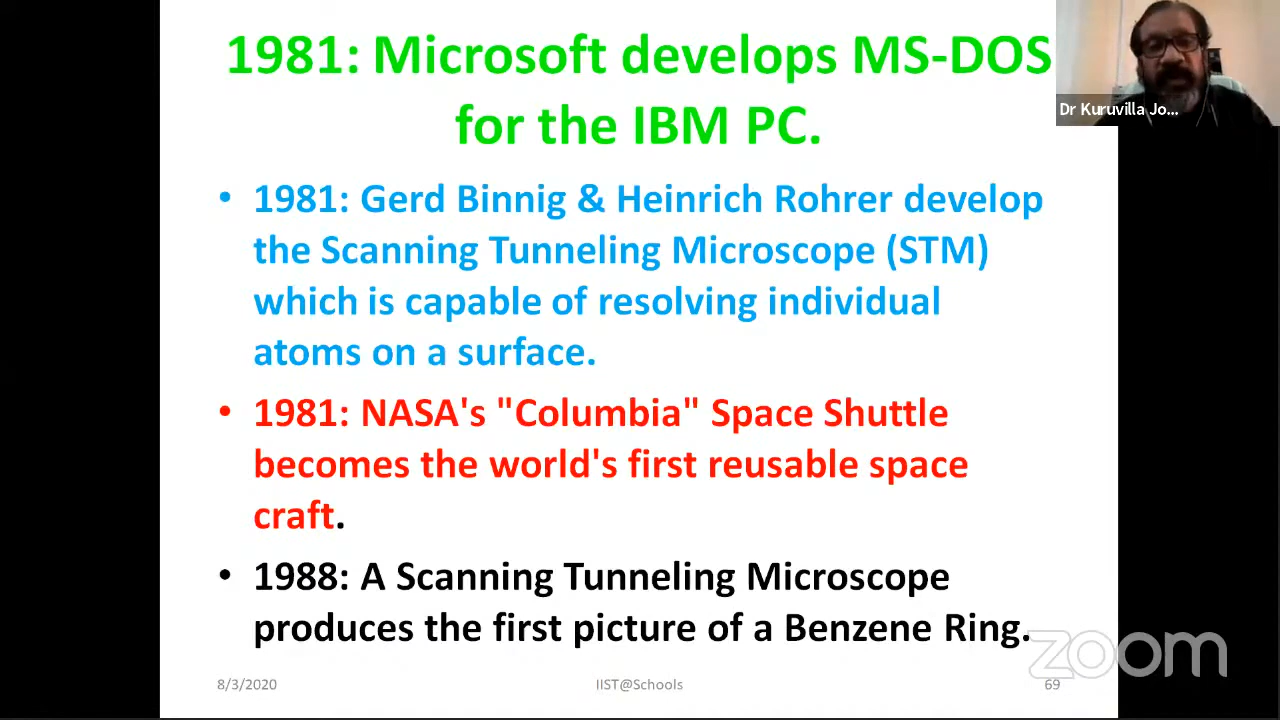 1981: Microsoft develops MS-DOS
for the IBM PC.
Dr Kuruvilla Jo...
• 1981: Gerd Binnig & Heinrich Rohrer develop
the Scanning Tunneling Microscope (STM)
which is capable of resolving individual
atoms on a surface.
• 1981: NASA's "Columbia" Space Shuttle
becomes the world's first reusable space
craft.
• 1988: A Scanning Tunneling Microscope
produces the first picture of a Benzene Ring.
zoom
8/3/2020
IIST@Schools
69